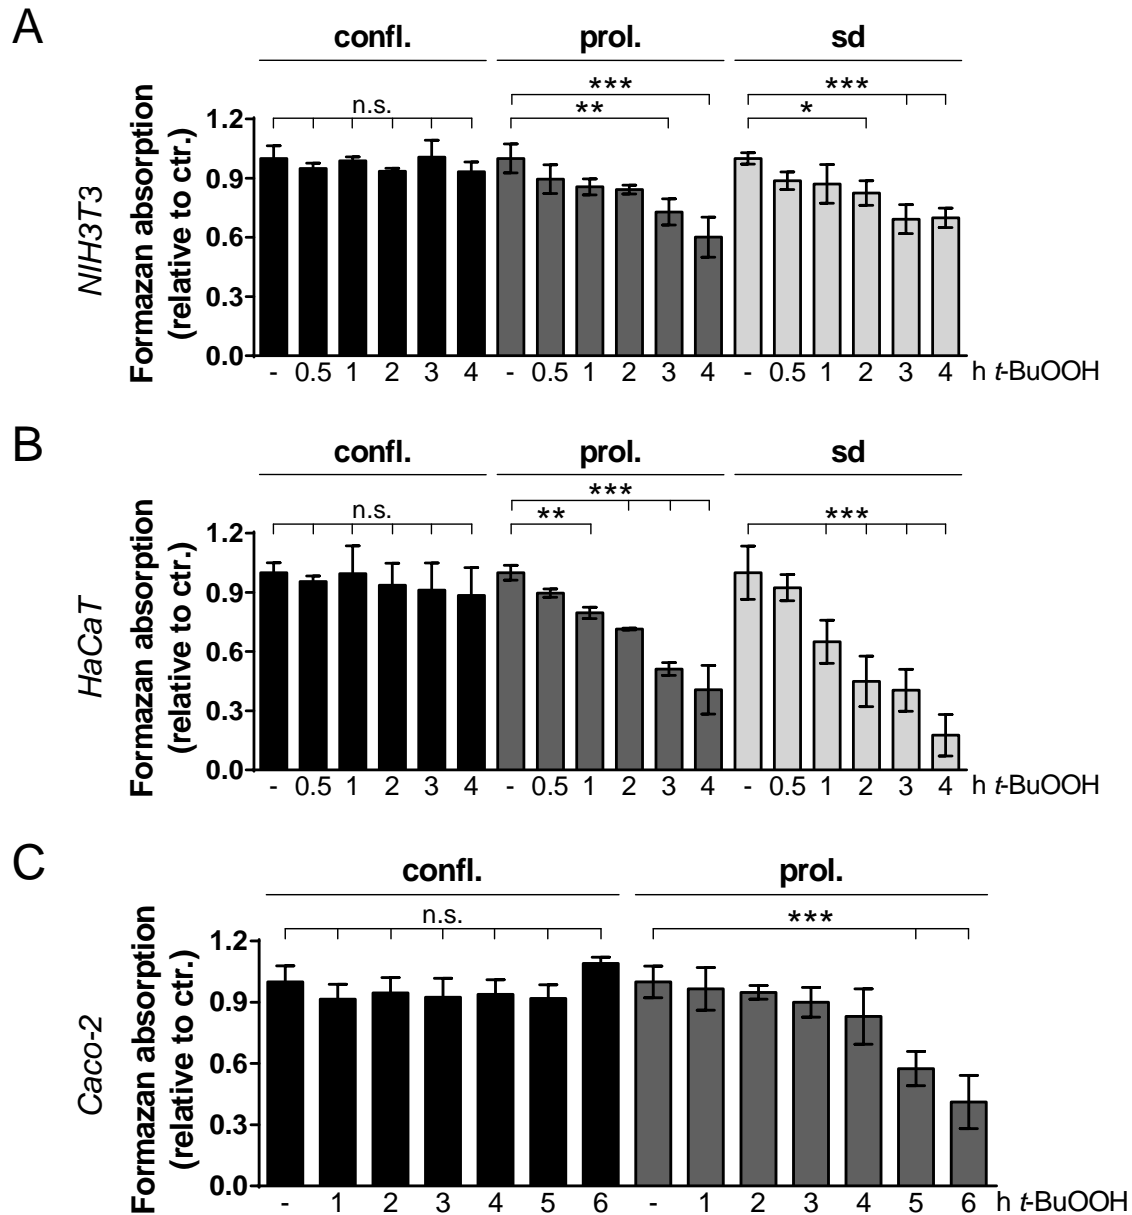 A
confl. prol. sd
n.s. ** *** * ***
NIH3T3
Formazan absorption
(relative to ctr.)
1.2
0.9
0.6
0.3
0.0
- 0.5 1 2 3 4 - 0.5 1 2 3 4 - 0.5 1 2 3 4 h t-BuOOH
B
confl. prol. sd
n.s. ** *** ***
HaCaT
Formazan absorption
(relative to ctr.)
1.2
0.9
0.6
0.3
0.0
- 0.5 1 2 3 4 - 0.5 1 2 3 4 - 0.5 1 2 3 4 h t-BuOOH
C
confl. prol.
n.s. ***
Caco-2
Formazan absorption
(relative to ctr.)
1.2
0.9
0.6
0.3
0.0
- 1 2 3 4 5 6 - 1 2 3 4 5 6 h t-BuOOH